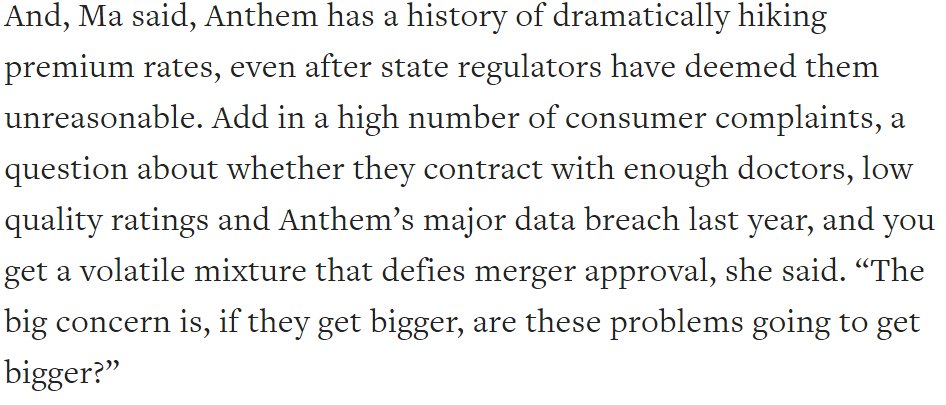 And, Ma said, Anthem has a history of dramatically hiking
premium rates, even after state regulators have deemed them
unreasonable. Add in a high number of consumer complaints, a
question about whether they contract with enough doctors, low
quality ratings and Anthem’s major data breach last year, and you
get a volatile mixture that defies merger approval, she said. “The
big concern is, if they get bigger, are these problems going to get
bigger?”